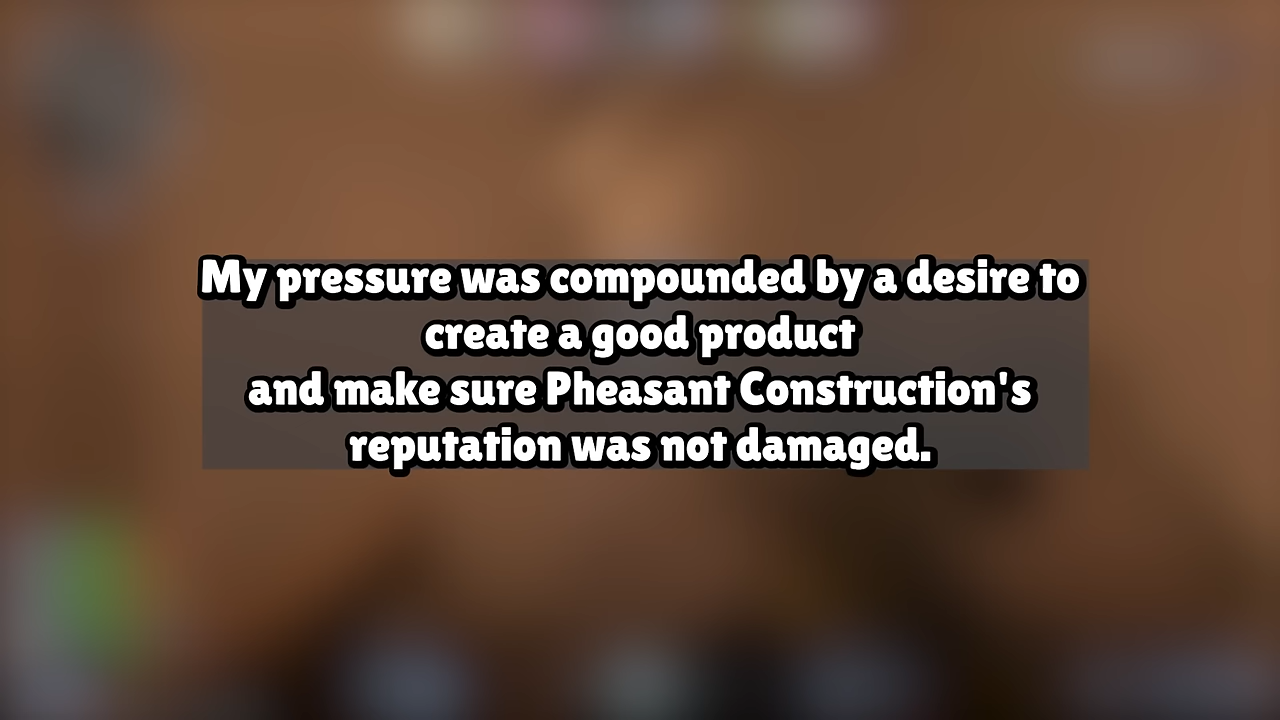 My pressure was compounded by a desire to
create a good product
and make sure Pheasant Construction's
reputation was not damaged.